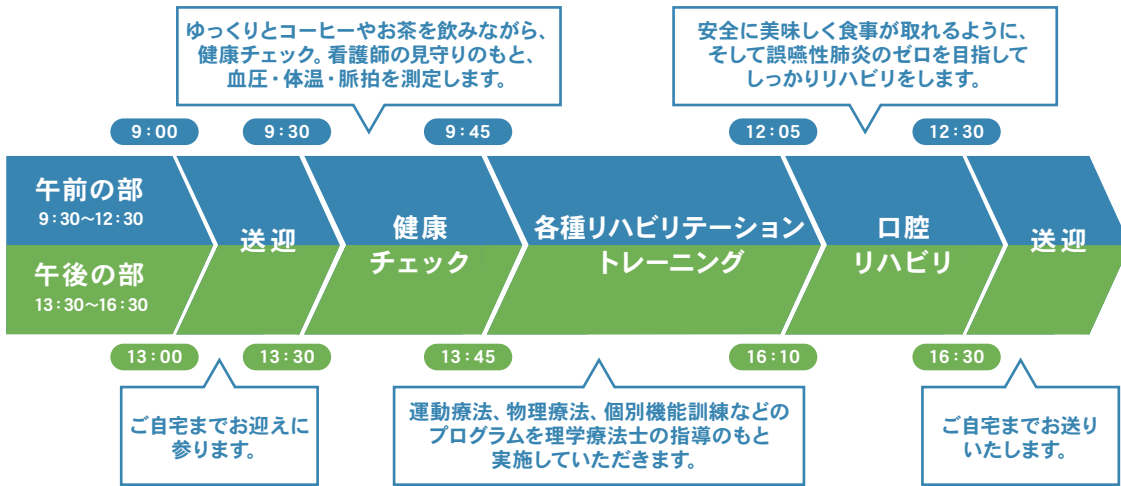 ゆっくりとコーヒーやお茶を飲みながら、
健康チェック。看護師の見守りのもと、
血圧・体温・脈拍を測定します。
安全に美味しく食事が取れるように、
そして誤嚥性肺炎のゼロを目指して
しっかりリハビリをします。
9:00
9:30
9:45
12:05
12:30
午前の部
9:30〜12:30
午後の部
13:30〜16:30
送迎
健康
チェック
各種リハビリテーション
トレーニング
口腔
リハビリ
送迎
13:00
13:30
13:45
16:10
16:30
ご自宅までお迎えに
参ります。
運動療法、物理療法、個別機能訓練などの
プログラムを理学療法士の指導のもと
実施していただきます。
ご自宅までお送り
いたします。